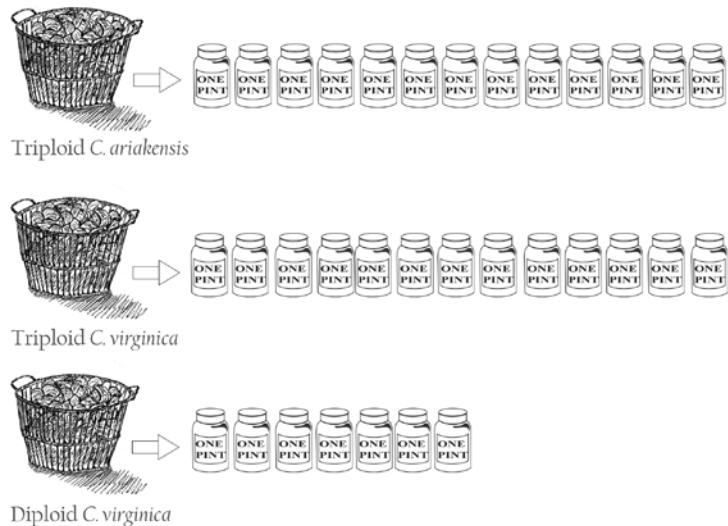 ONE ONE ONE ONE ONE ONE ONE ONE ONE ONE ONE ONE ONE
PINT PINT PINT PINT PINT PINT PINT PINT PINT PINT PINT PINT PINT
Triploid C. ariakensis
ONE ONE ONE ONE ONE ONE ONE ONE ONE ONE ONE ONE ONE
PINT PINT PINT PINT PINT PINT PINT PINT PINT PINT PINT PINT PINT
Triploid C. virginica
ONE ONE ONE ONE ONE ONE ONE
PINT PINT PINT PINT PINT PINT PINT
Diploid C. virginica